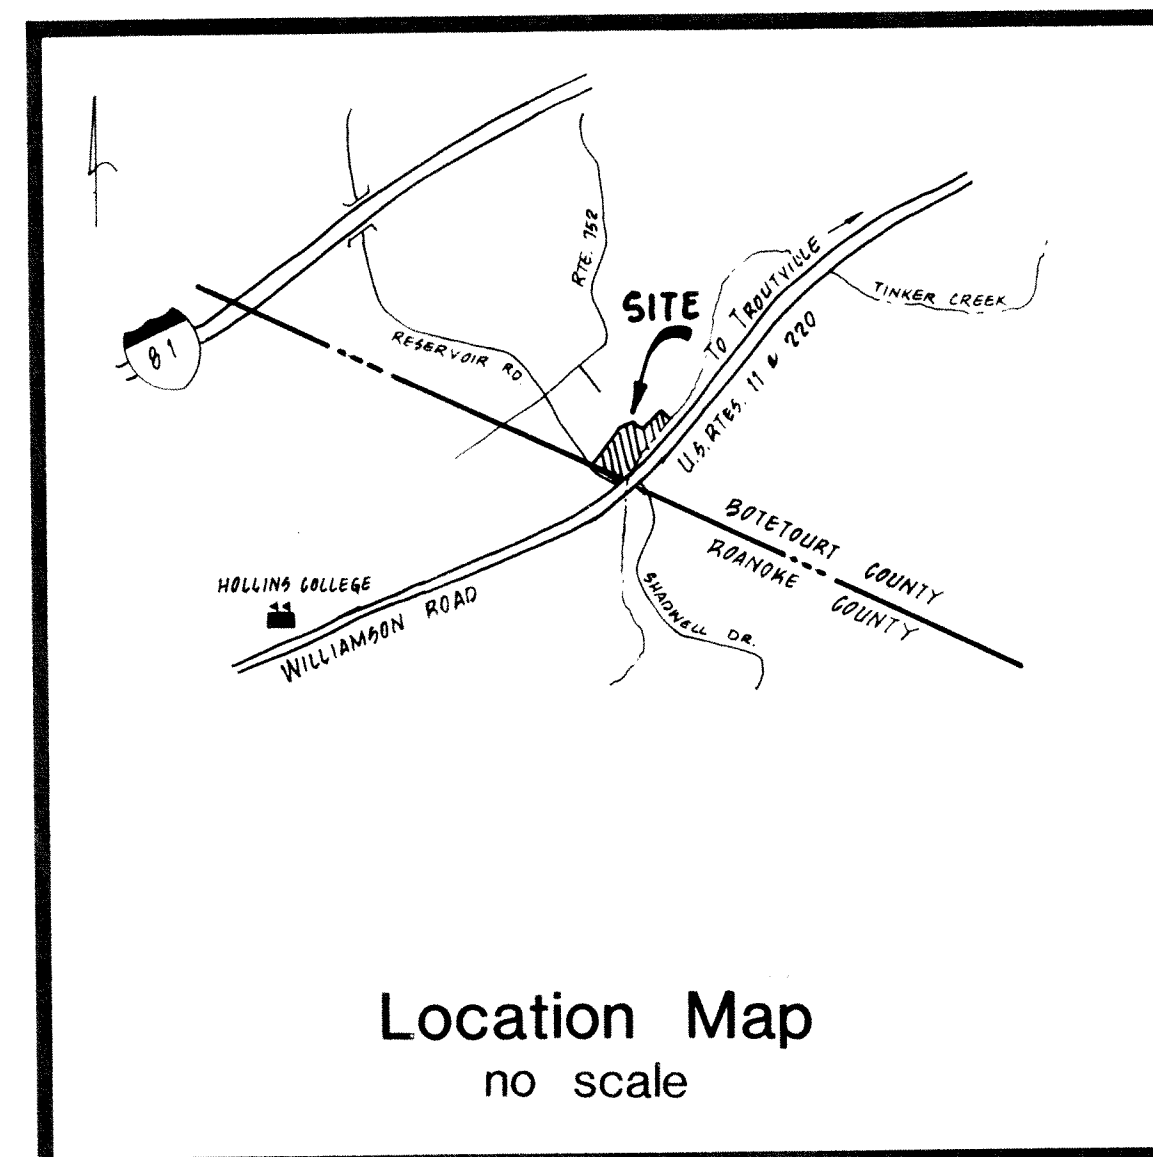 RTE. 752
SITE
TO TROUTVILLE
TINKER CREEK
81
RESERVOIR RD.
U.S. RTES. 11 & 220
BOTETOURT COUNTY
ROANOKE COUNTY
HOLLINS COLLEGE
WILLIAMSON ROAD
SHADWELL DR.
Location Map
no scale